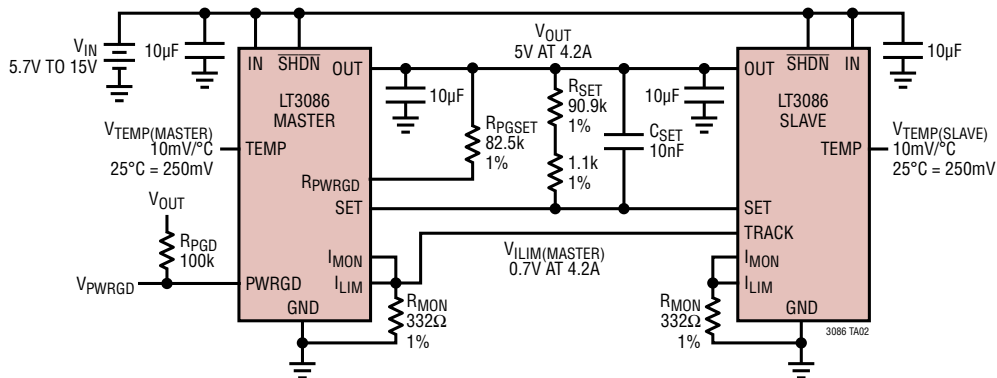 VIN
5.7V TO 15V
10µF
IN
SHDN
OUT
LT3086
MASTER
VTEMP(MASTER)
10mV/°C
25°C = 250mV
TEMP
RPWRGD
SET
VOUT
RPGD
100k
VPWRGD
PWRGD
IMON
ILIM
GND
RMON
332Ω
1%
VOUT
5V AT 4.2A
10µF
RPGSET
82.5k
1%
RSET
90.9k
1%
1.1k
1%
CSET
10nF
10µF
VILIM(MASTER)
0.7V AT 4.2A
OUT
SHDN
IN
10µF
LT3086
SLAVE
TEMP
VTEMP(SLAVE)
10mV/°C
25°C = 250mV
SET
TRACK
IMON
ILIM
GND
RMON
332Ω
1%
3086 TA02